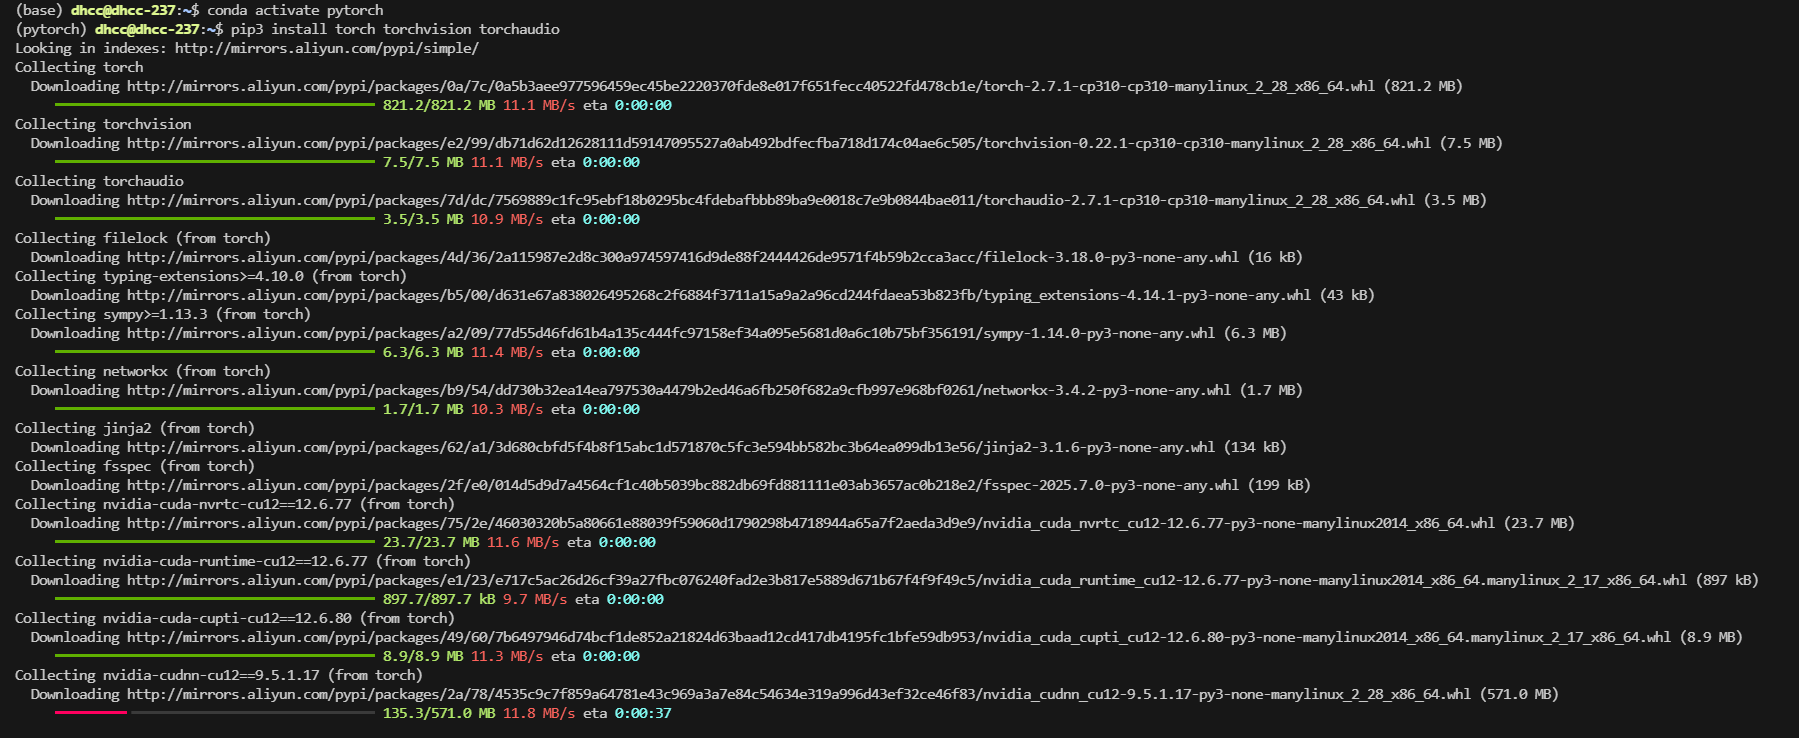 (base) dhcc@dhcc-237:~$ conda activate pytorch
(pytorch) dhcc@dhcc-237:~$ pip3 install torch torchvision torchaudio
Looking in indexes: http://mirrors.aliyun.com/pypi/simple/
Collecting torch
  Downloading http://mirrors.aliyun.com/pypi/packages/0a/7c/0a5b3aee977596459ec45be2220370fde8e017f651fecc40522fd478cb1e/torch-2.7.1-cp310-cp310-manylinux_2_28_x86_64.whl (821.2 MB)
821.2/821.2 MB 11.1 MB/s eta 0:00:00
Collecting torchvision
  Downloading http://mirrors.aliyun.com/pypi/packages/e2/99/db71d62d12628111d59147095527a0ab492bdfecfba718d174c04ae6c505/torchvision-0.22.1-cp310-cp310-manylinux_2_28_x86_64.whl (7.5 MB)
7.5/7.5 MB 11.1 MB/s eta 0:00:00
Collecting torchaudio
  Downloading http://mirrors.aliyun.com/pypi/packages/7d/dc/7569889c1fc95ebf18b0295bc4fdebafbbb89ba9e0018c7e9b0844bae011/torchaudio-2.7.1-cp310-cp310-manylinux_2_28_x86_64.whl (3.5 MB)
3.5/3.5 MB 10.9 MB/s eta 0:00:00
Collecting filelock (from torch)
  Downloading http://mirrors.aliyun.com/pypi/packages/4d/36/2a115987e2d8c300a974597416d9de88f2444426de9571f4b59b2cca3acc/filelock-3.18.0-py3-none-any.whl (16 kB)
Collecting typing-extensions>=4.10.0 (from torch)
  Downloading http://mirrors.aliyun.com/pypi/packages/b5/00/d631e67a838026495268c2f6884f3711a15a9a2a96cd244fdaea53b823fb/typing_extensions-4.14.1-py3-none-any.whl (43 kB)
Collecting sympy>=1.13.3 (from torch)
  Downloading http://mirrors.aliyun.com/pypi/packages/a2/09/77d55d46fd61b4a135c444fc97158ef34a095e5681d0a6c10b75bf356191/sympy-1.14.0-py3-none-any.whl (6.3 MB)
6.3/6.3 MB 11.4 MB/s eta 0:00:00
Collecting networkx (from torch)
  Downloading http://mirrors.aliyun.com/pypi/packages/b9/54/dd730b32ea14ea797530a4479b2ed46a6fb250f682a9cfb997e968bf0261/networkx-3.4.2-py3-none-any.whl (1.7 MB)
1.7/1.7 MB 10.3 MB/s eta 0:00:00
Collecting jinja2 (from torch)
  Downloading http://mirrors.aliyun.com/pypi/packages/62/a1/3d680cbfd5f4b8f15abc1d571870c5fc3e594bb582bc3b64ea099db13e56/jinja2-3.1.6-py3-none-any.whl (134 kB)
Collecting fsspec (from torch)
  Downloading http://mirrors.aliyun.com/pypi/packages/2f/e0/014d5d9d7a4564cf1c40b5039bc882db69fd881111e03ab3657ac0b218e2/fsspec-2025.7.0-py3-none-any.whl (199 kB)
Collecting nvidia-cuda-nvrtc-cu12==12.6.77 (from torch)
  Downloading http://mirrors.aliyun.com/pypi/packages/75/2e/46030320b5a80661e88039f59060d1790298b4718944a65a7f2aeda3d9e9/nvidia_cuda_nvrtc_cu12-12.6.77-py3-none-manylinux2014_x86_64.whl (23.7 MB)
23.7/23.7 MB 11.6 MB/s eta 0:00:00
Collecting nvidia-cuda-runtime-cu12==12.6.77 (from torch)
  Downloading http://mirrors.aliyun.com/pypi/packages/e1/23/e717c5ac26d26cf39a27fbc076240fad2e3b817e5889d671b67f4f9f49c5/nvidia_cuda_runtime_cu12-12.6.77-py3-none-manylinux2014_x86_64.manylinux_2_17_x86_64.whl (897 kB)
897.7/897.7 kB 9.7 MB/s eta 0:00:00
Collecting nvidia-cuda-cupti-cu12==12.6.80 (from torch)
  Downloading http://mirrors.aliyun.com/pypi/packages/49/60/7b6497946d74bcf1de852a21824d63baad12cd417db4195fc1bfe59db953/nvidia_cuda_cupti_cu12-12.6.80-py3-none-manylinux2014_x86_64.manylinux_2_17_x86_64.whl (8.9 MB)
8.9/8.9 MB 11.3 MB/s eta 0:00:00
Collecting nvidia-cudnn-cu12==9.5.1.17 (from torch)
  Downloading http://mirrors.aliyun.com/pypi/packages/2a/78/4535c9c7f859a64781e43c969a3a7e84c54634e319a996d43ef32ce46f83/nvidia_cudnn_cu12-9.5.1.17-py3-none-manylinux_2_28_x86_64.whl (571.0 MB)
135.3/571.0 MB 11.8 MB/s eta 0:00:37